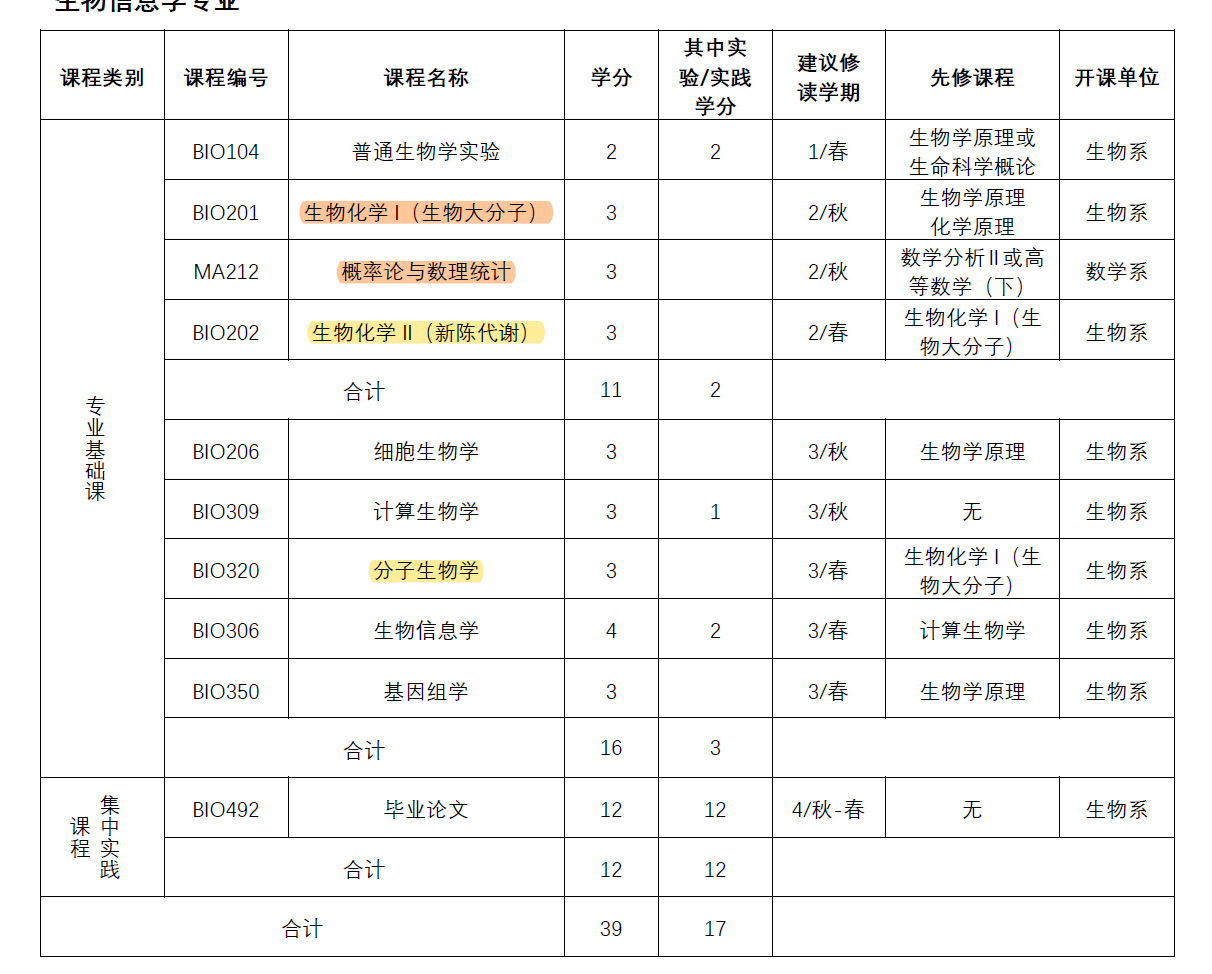 生物信息学专业
课程类别 课程编号 课程名称 学分 其中实验/实践学分 建议修读学期 先修课程 开课单位
专业基础课
BIO104 普通生物学实验 2 2 1/春 生物学原理或生命科学概论 生物系
BIO201 生物化学 I（生物大分子） 3 2/秋 生物学原理 化学原理 生物系
MA212 概率论与数理统计 3 2/秋 数学分析Ⅱ或高等数学（下） 数学系
BIO202 生物化学 II（新陈代谢） 3 2/春 生物化学 I（生物大分子） 生物系
合计 11 2
BIO206 细胞生物学 3 3/秋 生物学原理 生物系
BIO309 计算生物学 3 1 3/秋 无 生物系
BIO320 分子生物学 3 3/春 生物化学 I（生物大分子） 生物系
BIO306 生物信息学 4 2 3/春 计算生物学 生物系
BIO350 基因组学 3 3/春 生物学原理 生物系
合计 16 3
集中实践课程
BIO492 毕业论文 12 12 4/秋-春 无 生物系
合计 12 12
合计 39 17